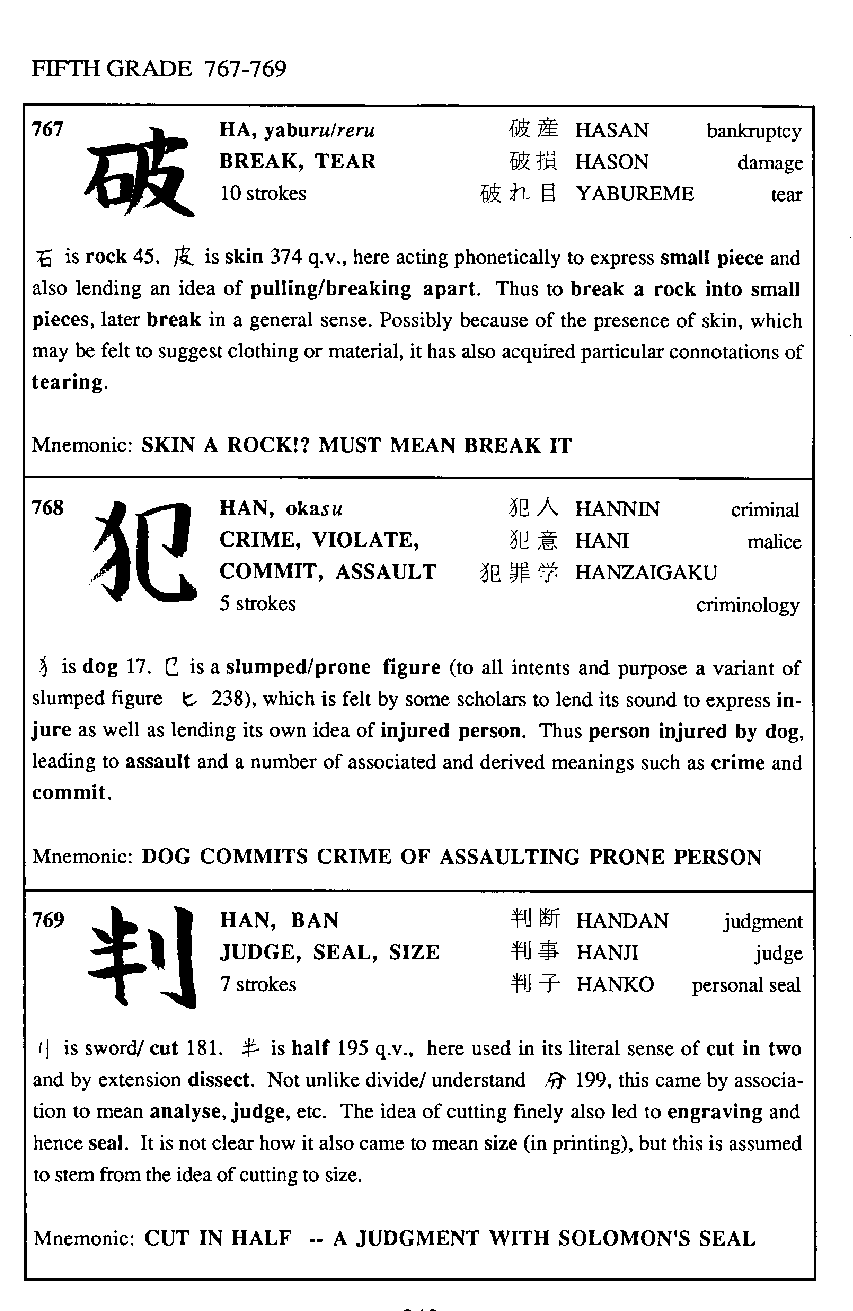 FIFTH GRADE 767-769
767 破 HA, yaburu/reru 破産 HASAN bankruptcy
BREAK, TEAR 破損 HASON damage
10 strokes 破れ目 YABUREME tear
石 is rock 45. 皮 is skin 374 q.v., here acting phonetically to express small piece and
also lending an idea of pulling/breaking apart. Thus to break a rock into small
pieces, later break in a general sense. Possibly because of the presence of skin, which
may be felt to suggest clothing or material, it has also acquired particular connotations of
tearing.
Mnemonic: SKIN A ROCK!? MUST MEAN BREAK IT
768 犯 HAN, okasu 犯人 HANNIN criminal
CRIME, VIOLATE, 犯意 HANI malice
COMMIT, ASSAULT 犯罪学 HANZAIGAKU
5 strokes criminology
犭 is dog 17. 㔾 is a slumped/prone figure (to all intents and purpose a variant of
slumped figure 匕 238), which is felt by some scholars to lend its sound to express in-
jure as well as lending its own idea of injured person. Thus person injured by dog,
leading to assault and a number of associated and derived meanings such as crime and
commit.
Mnemonic: DOG COMMITS CRIME OF ASSAULTING PRONE PERSON
769 判 HAN, BAN 判断 HANDAN judgment
JUDGE, SEAL, SIZE 判事 HANJI judge
7 strokes 判子 HANKO personal seal
刂 is sword/ cut 181. 半 is half 195 q.v., here used in its literal sense of cut in two
and by extension dissect. Not unlike divide/ understand 分 199, this came by associa-
tion to mean analyse, judge, etc. The idea of cutting finely also led to engraving and
hence seal. It is not clear how it also came to mean size (in printing), but this is assumed
to stem from the idea of cutting to size.
Mnemonic: CUT IN HALF -- A JUDGMENT WITH SOLOMON'S SEAL